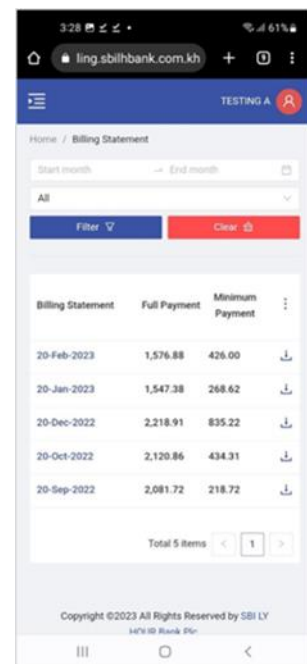 3:28
61%
ling.sbilhbank.com.kh
TESTING A
A
Home / Billing Statement
Start month → End month
All
Filter
Clear
Billing Statement Full Payment Minimum Payment
20-Feb-2023 1,576.88 426.00
20-Jan-2023 1,547.38 268.62
20-Dec-2022 2,218.91 835.22
20-Oct-2022 2,120.86 434.31
20-Sep-2022 2,081.72 218.72
Total 5 items < 1 >
Copyright ©2023 All Rights Reserved by SBI LY
HOUR Bank Plc